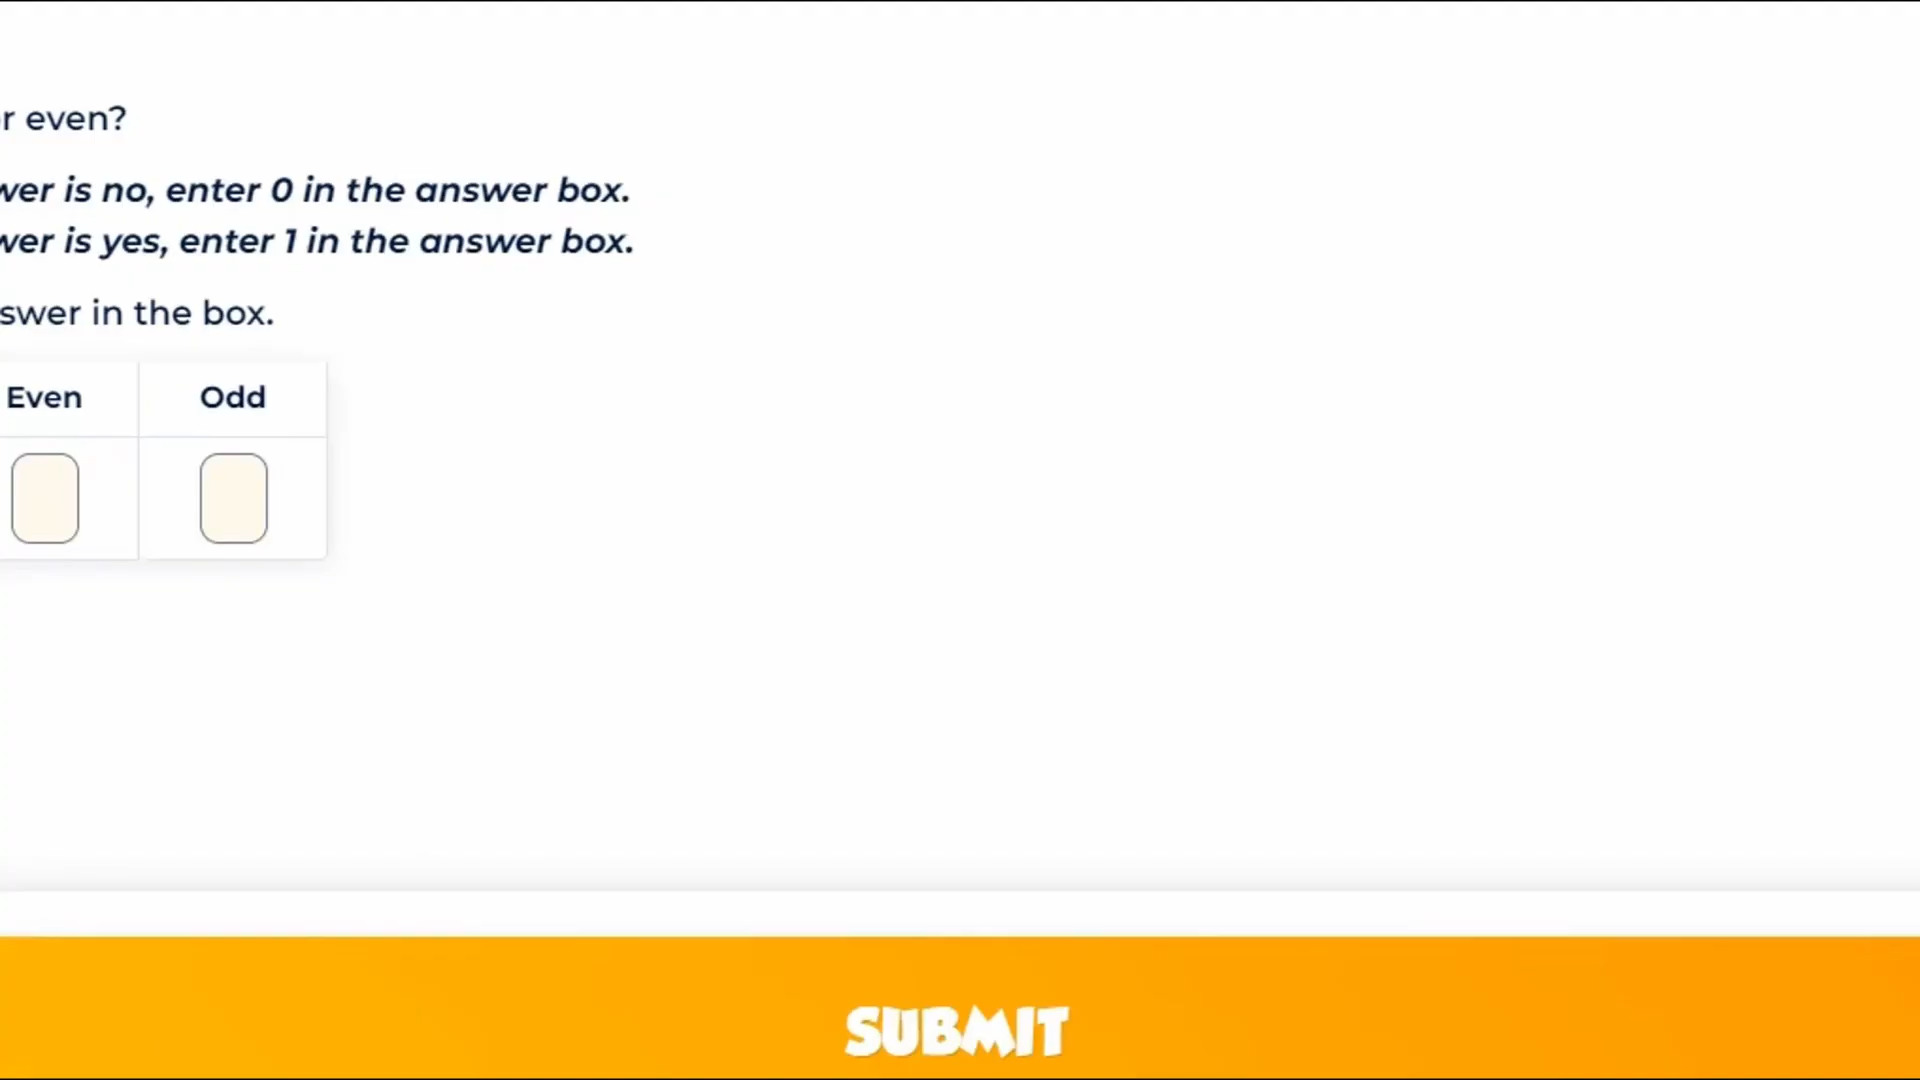 r even?
wer is no, enter 0 in the answer box.
wer is yes, enter 1 in the answer box.
swer in the box.
Even Odd
SUBMIT